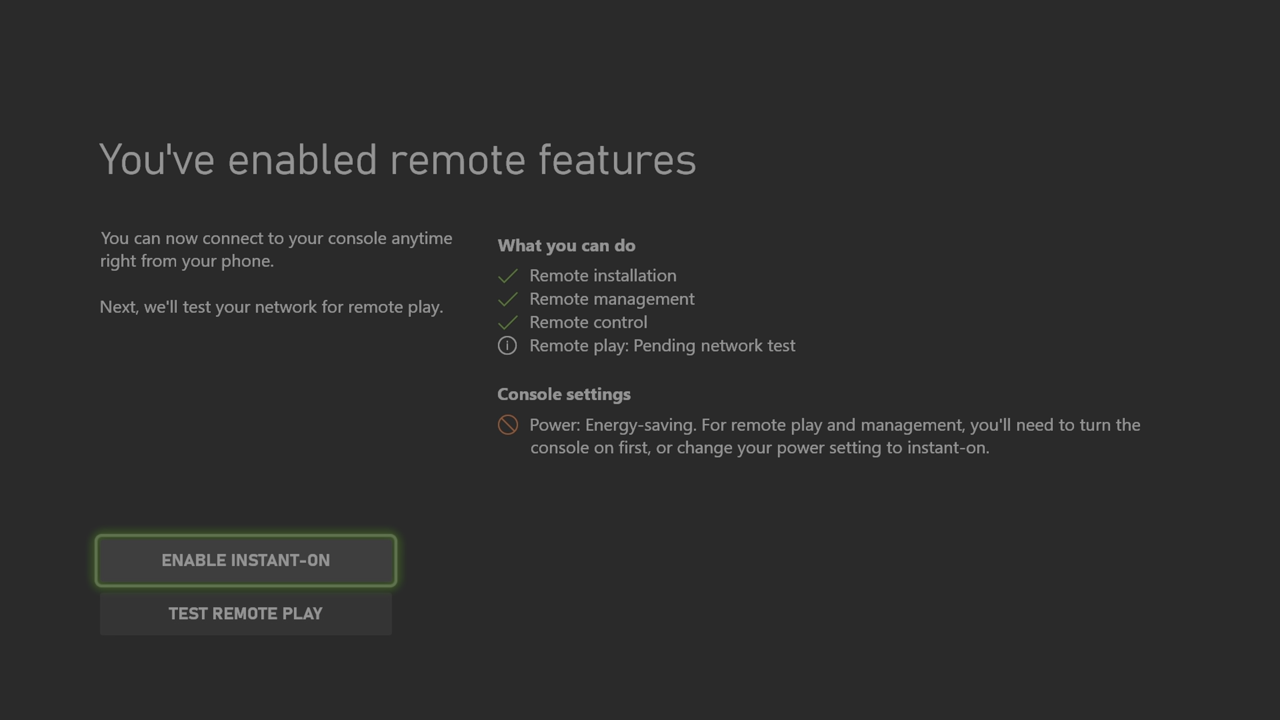 You've enabled remote features
You can now connect to your console anytime
right from your phone.
Next, we'll test your network for remote play.
What you can do
Remote installation
Remote management
Remote control
Remote play: Pending network test
Console settings
Power: Energy-saving. For remote play and management, you'll need to turn the
console on first, or change your power setting to instant-on.
ENABLE INSTANT-ON
TEST REMOTE PLAY